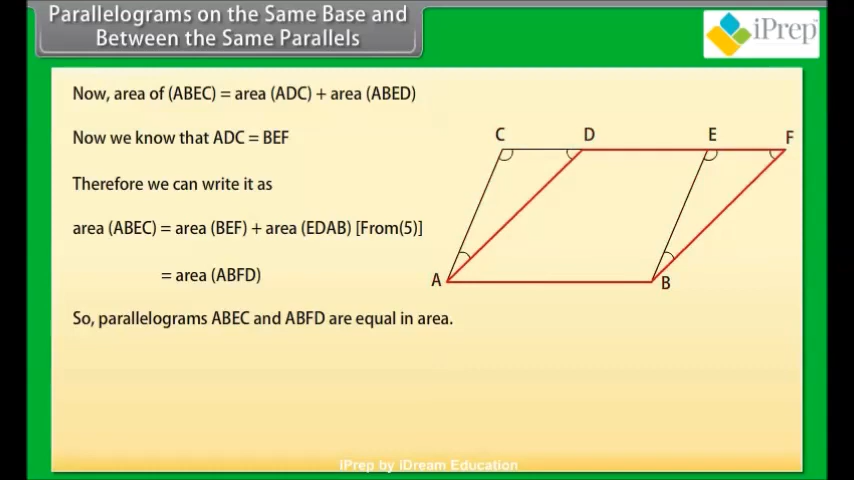 Parallelograms on the Same Base and
Between the Same Parallels
iPrep
Now, area of (ABEC) = area (ADC) + area (ABED)
Now we know that ADC = BEF
Therefore we can write it as
area (ABEC) = area (BEF) + area (EDAB) [From(5)]
= area (ABFD)
So, parallelograms ABEC and ABFD are equal in area.
C D E F
A B
iPrep by iDream Education